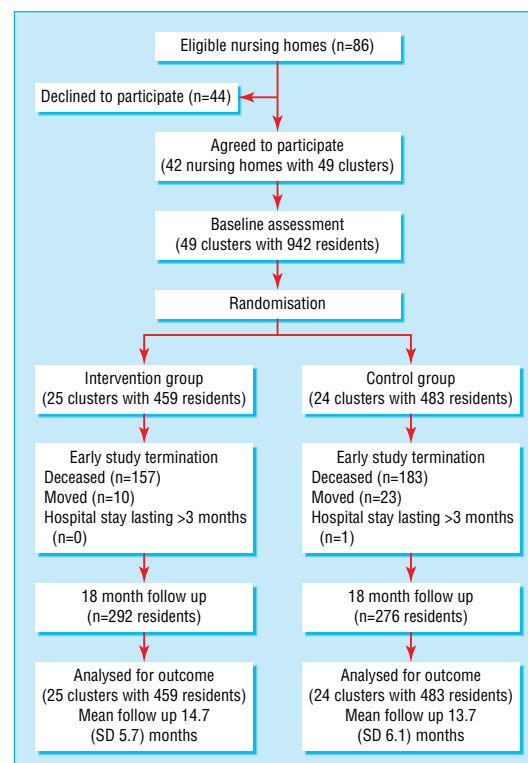 Eligible nursing homes (n=86)
Declined to participate (n=44)
Agreed to participate
(42 nursing homes with 49 clusters)
Baseline assessment
(49 clusters with 942 residents)
Randomisation
Intervention group
(25 clusters with 459 residents)
Control group
(24 clusters with 483 residents)
Early study termination
Deceased (n=157)
Moved (n=10)
Hospital stay lasting >3 months
(n=0)
Early study termination
Deceased (n=183)
Moved (n=23)
Hospital stay lasting >3 months
(n=1)
18 month follow up
(n=292 residents)
18 month follow up
(n=276 residents)
Analysed for outcome
(25 clusters with 459 residents)
Mean follow up 14.7
(SD 5.7) months
Analysed for outcome
(24 clusters with 483 residents)
Mean follow up 13.7
(SD 6.1) months